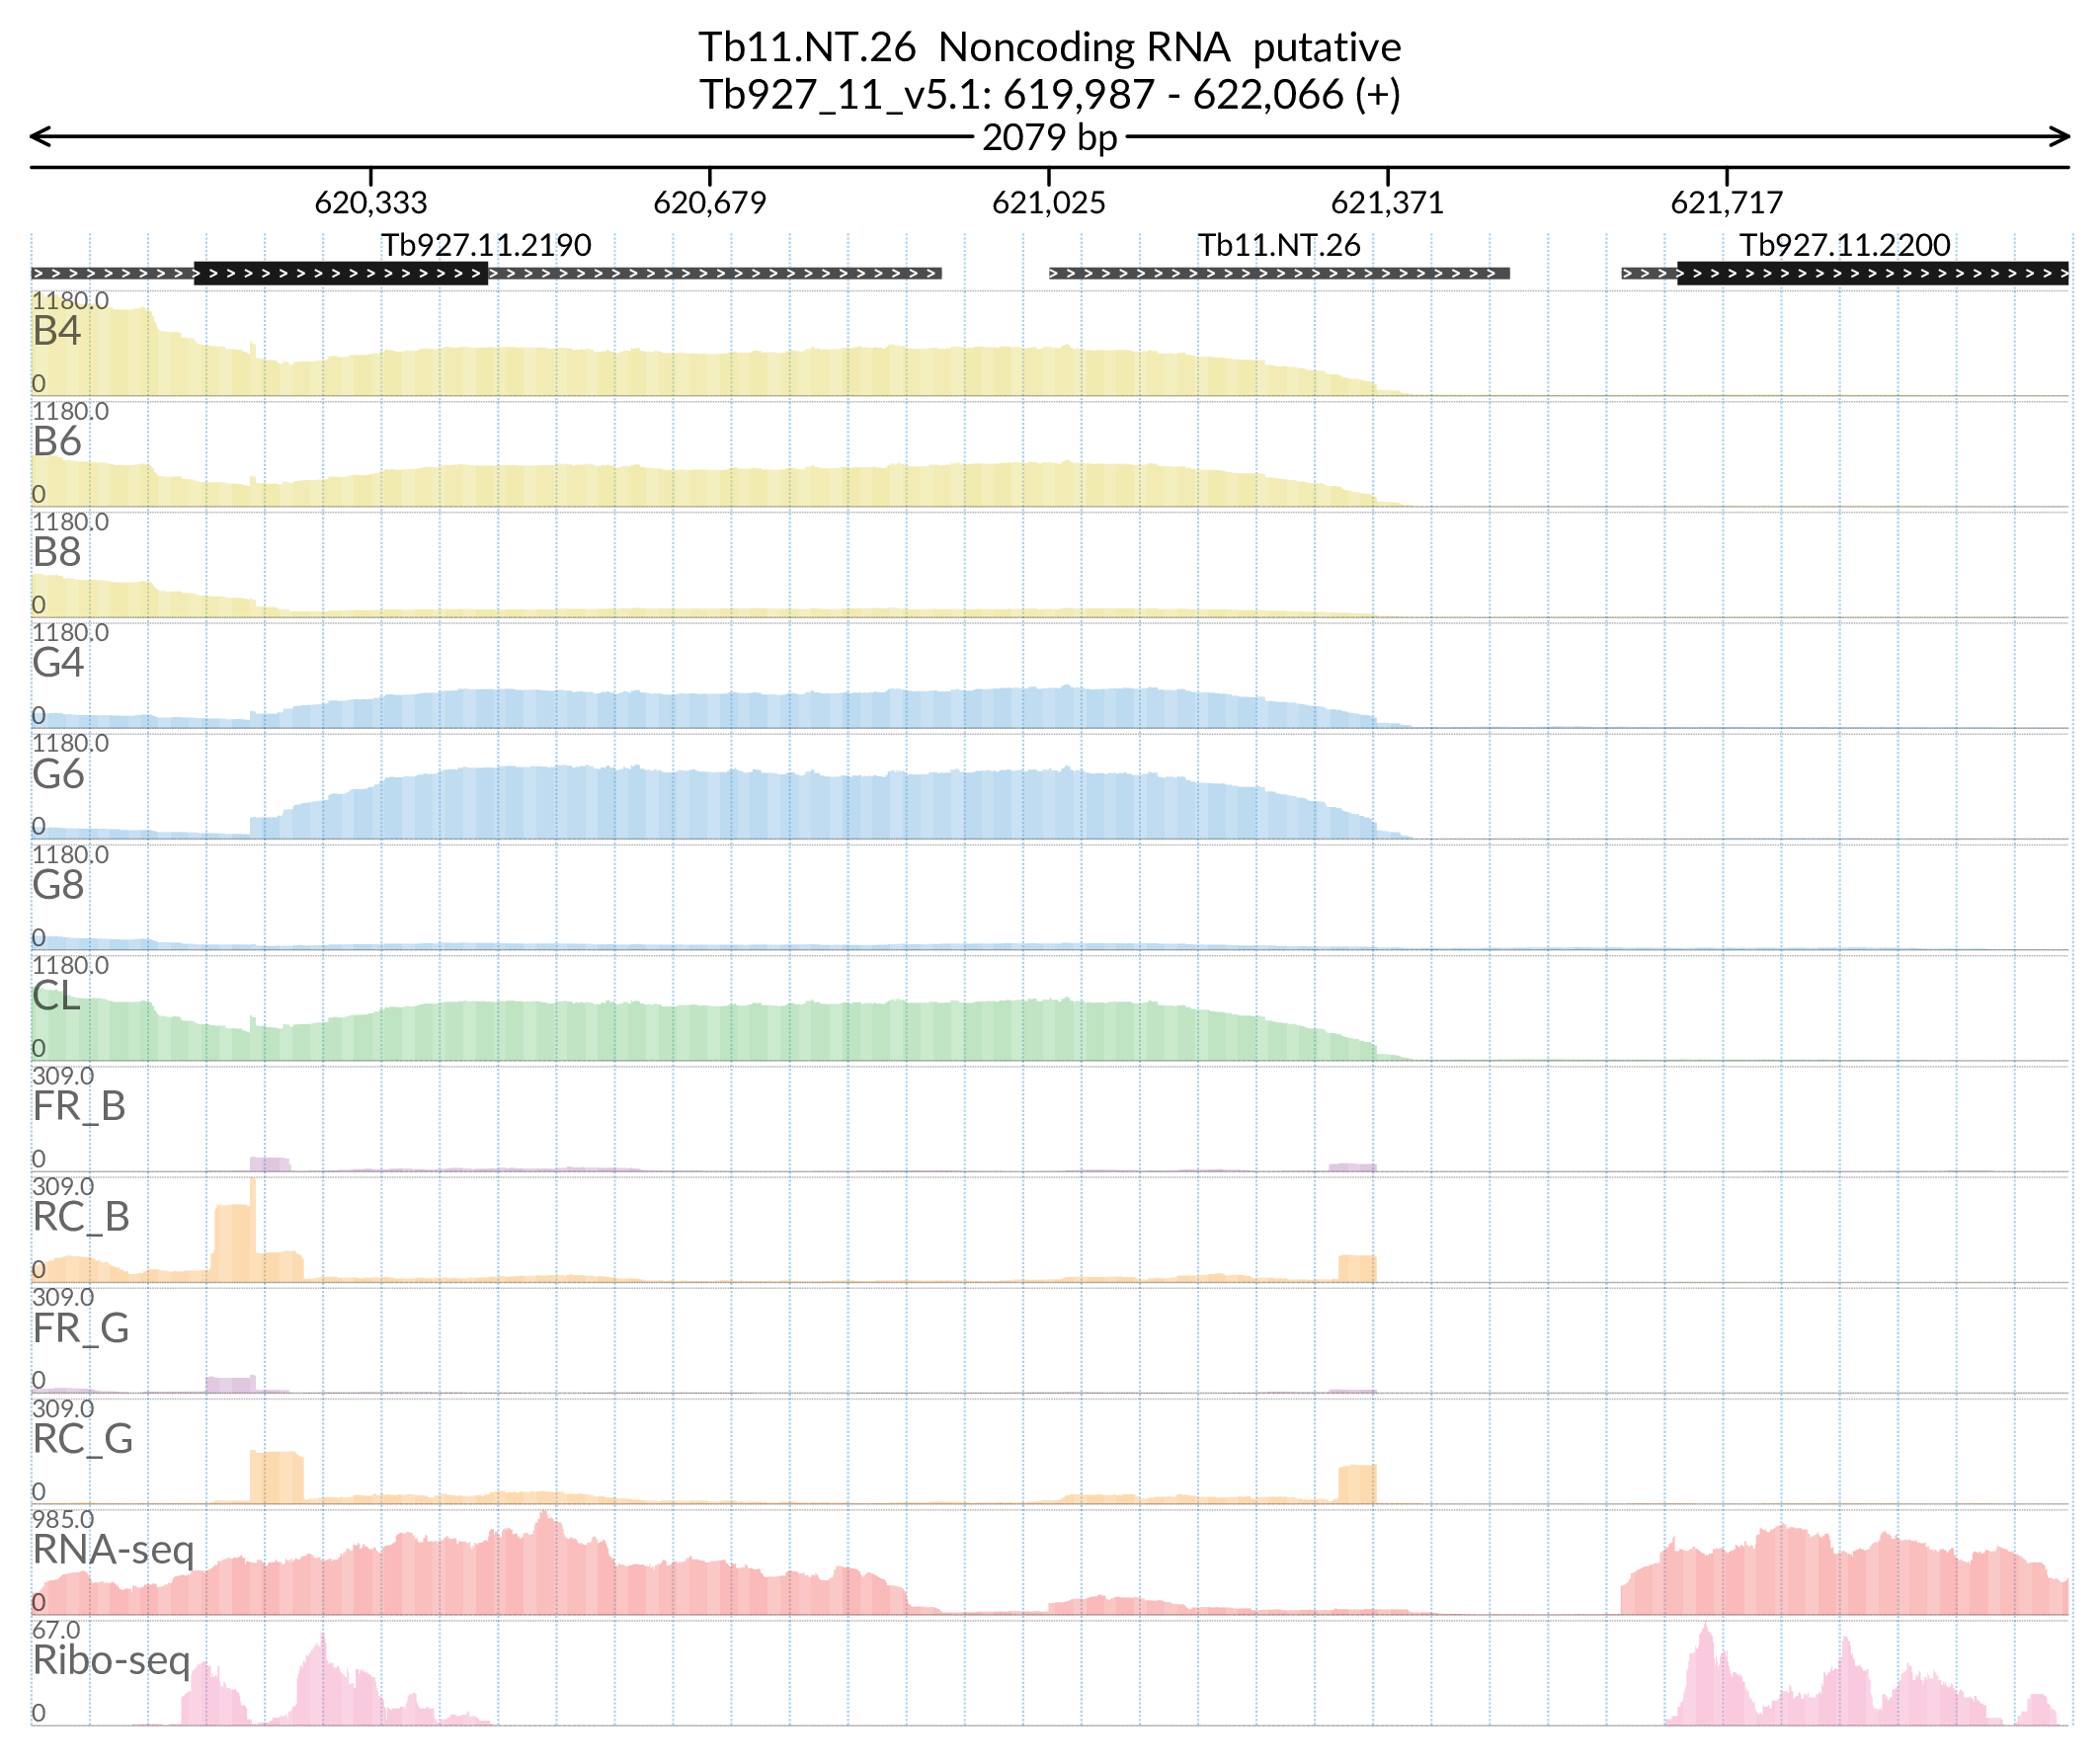 Tb11.NT.26  Noncoding RNA  putative
Tb927_11_v5.1: 619,987 - 622,066 (+)
2079 bp
620,333 620,679 621,025 621,371 621,717
Tb927.11.2190 Tb11.NT.26 Tb927.11.2200
1180.0
B4
0
1180.0
B6
0
1180.0
B8
0
1180.0
G4
0
1180.0
G6
0
1180.0
G8
0
1180.0
CL
0
309.0
FR_B
0
309.0
RC_B
0
309.0
FR_G
0
309.0
RC_G
0
985.0
RNA-seq
0
67.0
Ribo-seq
0